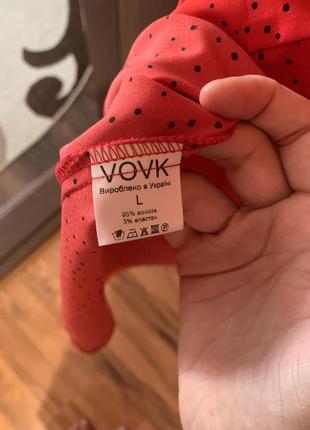 VOVK
Вироблено в Україні
L
95% віскоза
5% еластан